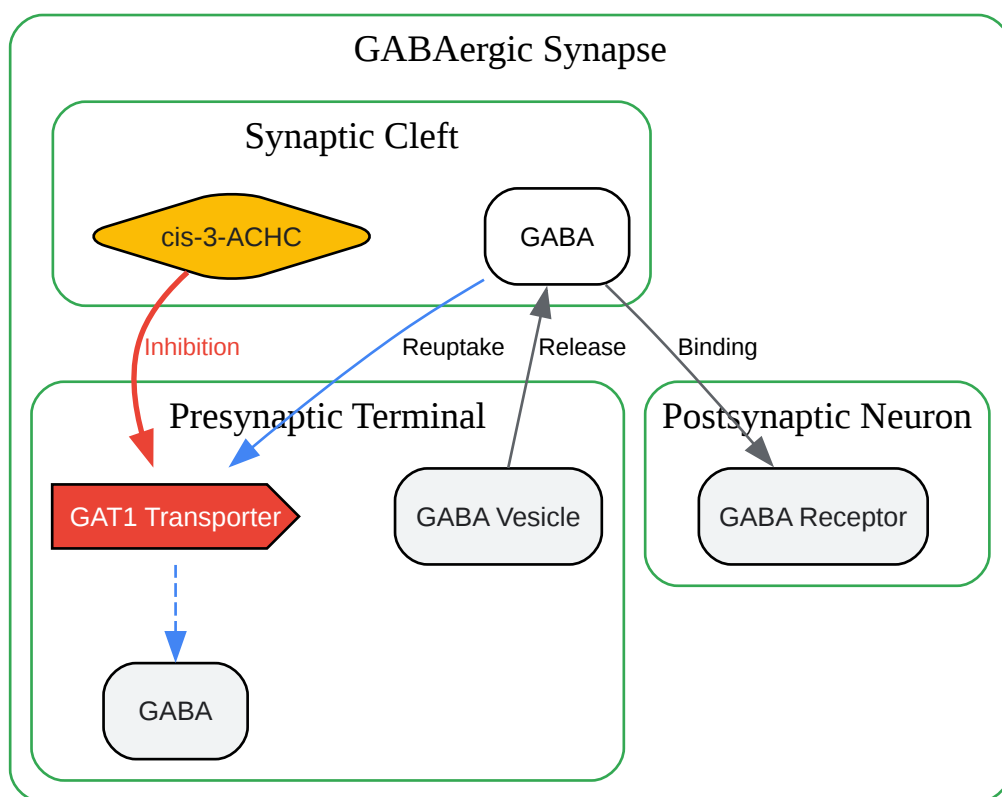 GABAergic Synapse
Synaptic Cleft
cis-3-ACHC
GABA
Inhibition
Reuptake
Release
Binding
Presynaptic Terminal
Postsynaptic Neuron
GAT1 Transporter
GABA Vesicle
GABA Receptor
GABA